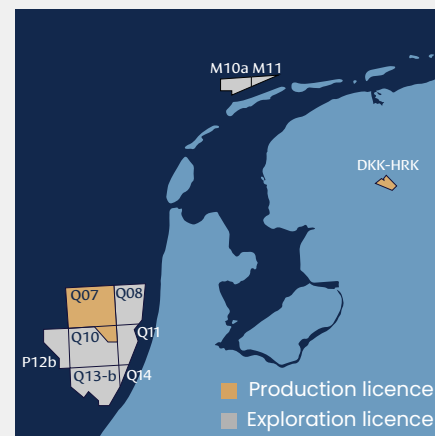 M10a M11
DKK-HRK
Q07 Q08
Q10 Q11
P12b
Q13-b Q14
Production licence
Exploration licence